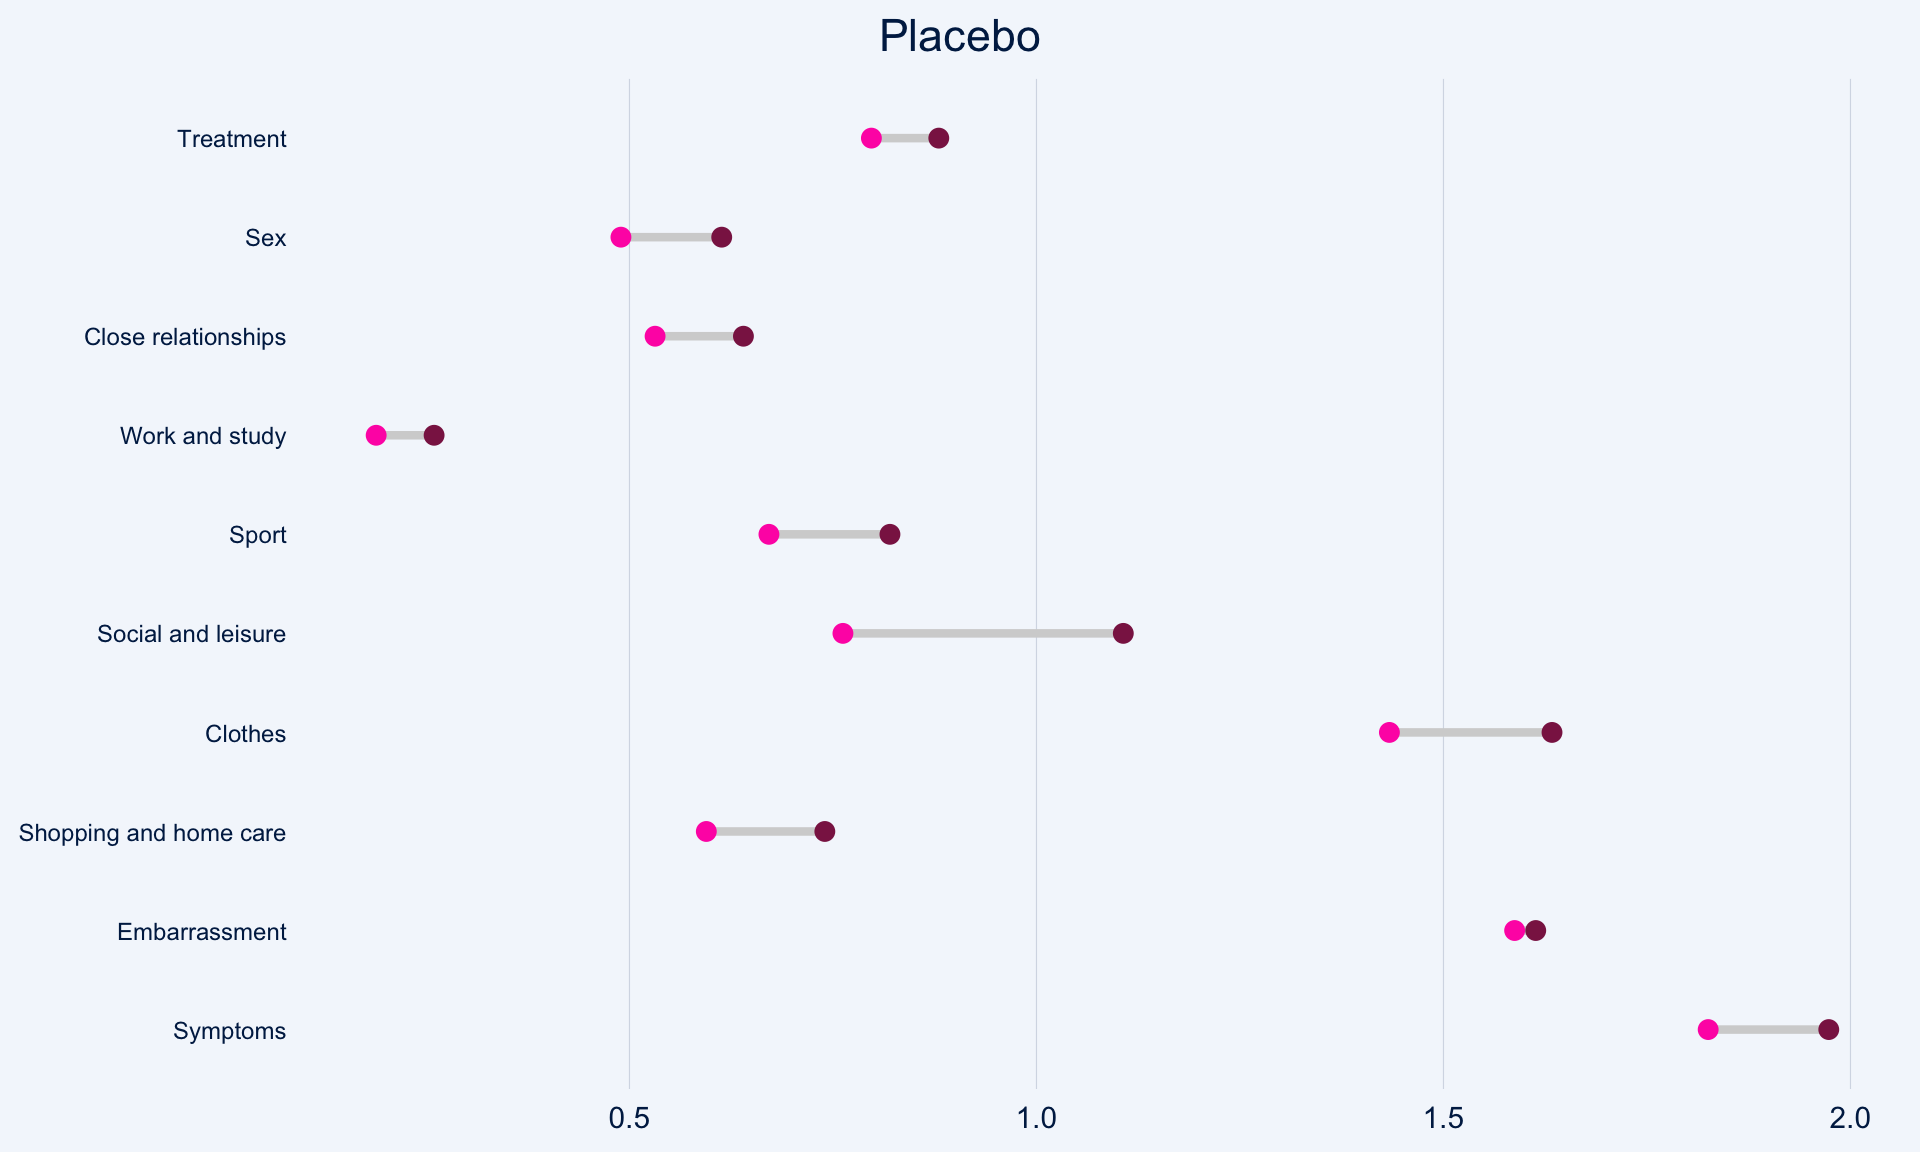 Placebo
Treatment
Sex
Close relationships
Work and study
Sport
Social and leisure
Clothes
Shopping and home care
Embarrassment
Symptoms
0.5 1.0 1.5 2.0